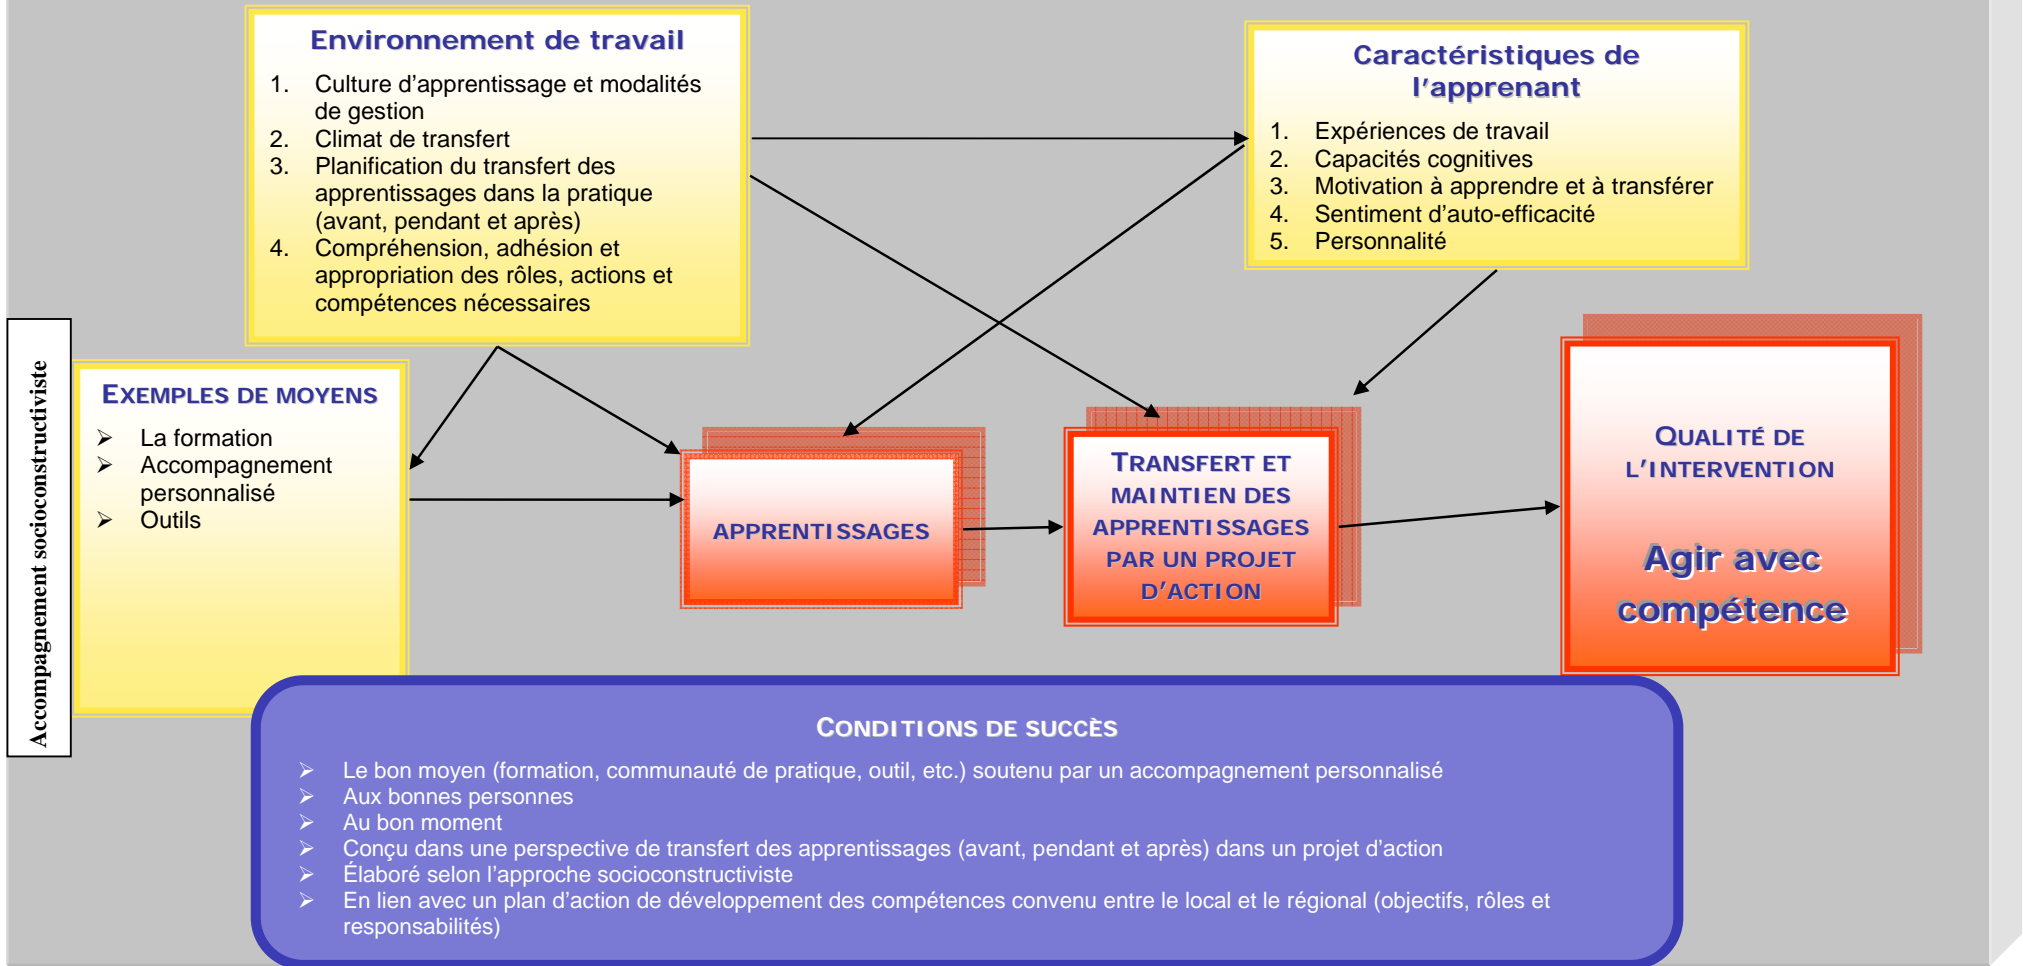 Environnement de travail
1. Culture d’apprentissage et modalités
de gestion
2. Climat de transfert
3. Planification du transfert des
apprentissages dans la pratique
(avant, pendant et après)
4. Compréhension, adhésion et
appropriation des rôles, actions et
compétences nécessaires
Caractéristiques de
l’apprenant
1. Expériences de travail
2. Capacités cognitives
3. Motivation à apprendre et à transférer
4. Sentiment d’auto-efficacité
5. Personnalité
Accompagnement socioconstructiviste
EXEMPLES DE MOYENS
➢ La formation
➢ Accompagnement
personnalisé
➢ Outils
APPRENTISSAGES
TRANSFERT ET
MAINTIEN DES
APPRENTISSAGES
PAR UN PROJET
D’ACTION
QUALITÉ DE
L’INTERVENTION
Agir avec
compétence
CONDITIONS DE SUCCÈS
➢ Le bon moyen (formation, communauté de pratique, outil, etc.) soutenu par un accompagnement personnalisé
➢ Aux bonnes personnes
➢ Au bon moment
➢ Conçu dans une perspective de transfert des apprentissages (avant, pendant et après) dans un projet d’action
➢ Élaboré selon l’approche socioconstructiviste
➢ En lien avec un plan d’action de développement des compétences convenu entre le local et le régional (objectifs, rôles et
responsabilités)